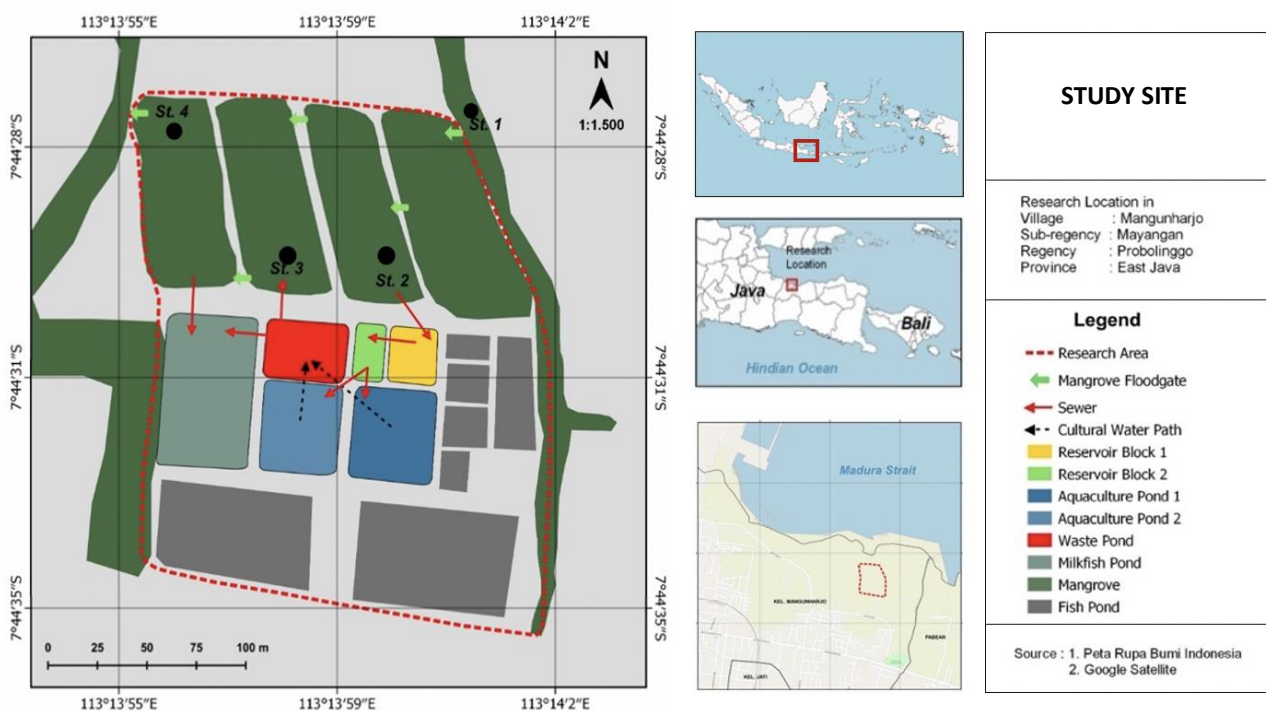 113°13′55″E 113°13′59″E 113°14′2″E
N
1:1.500
7°44′28″S 7°44′28″S
7°44′31″S 7°44′31″S
7°44′35″S 7°44′35″S
St. 4
St. 1
St. 3
St. 2
0 25 50 75 100 m
113°13′55″E 113°13′59″E 113°14′2″E
Research
Location
Java
Bali
Hindian Ocean
Madura Strait
KEL. MANGUNHARJO
PABEAN
KEL. JATI
STUDY SITE
Research Location in
Village : Mangunharjo
Sub-regency : Mayangan
Regency : Probolinggo
Province : East Java
Legend
Research Area
Mangrove Floodgate
Sewer
Cultural Water Path
Reservoir Block 1
Reservoir Block 2
Aquaculture Pond 1
Aquaculture Pond 2
Waste Pond
Milkfish Pond
Mangrove
Fish Pond
Source : 1. Peta Rupa Bumi Indonesia
2. Google Satellite